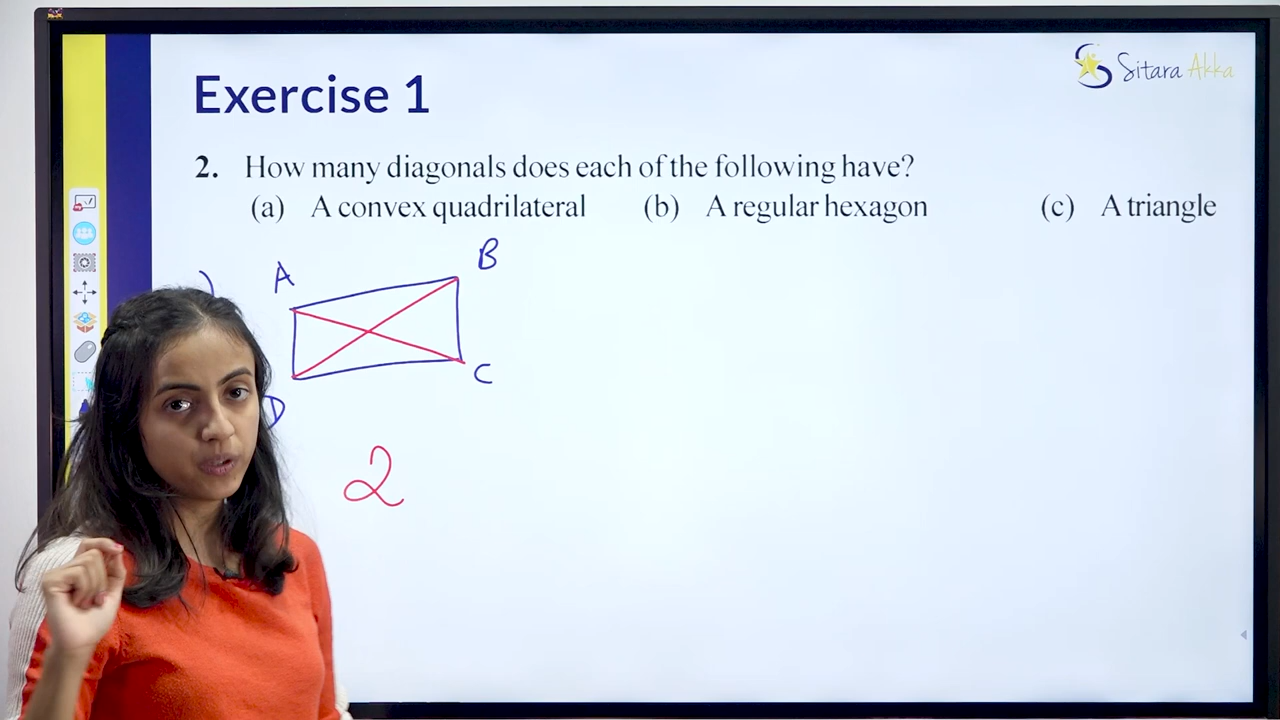 Sitara Akka
Exercise 1
2. How many diagonals does each of the following have?
(a) A convex quadrilateral (b) A regular hexagon (c) A triangle
)
A B
C
D
2